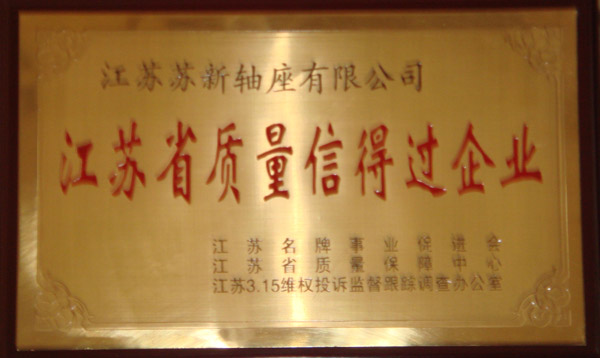 江苏苏新轴座有限公司
江苏省质量信得过企业
江苏名牌事业促进会
江苏省质量保障中心
江苏3.15维权投诉监督跟踪调查办公室